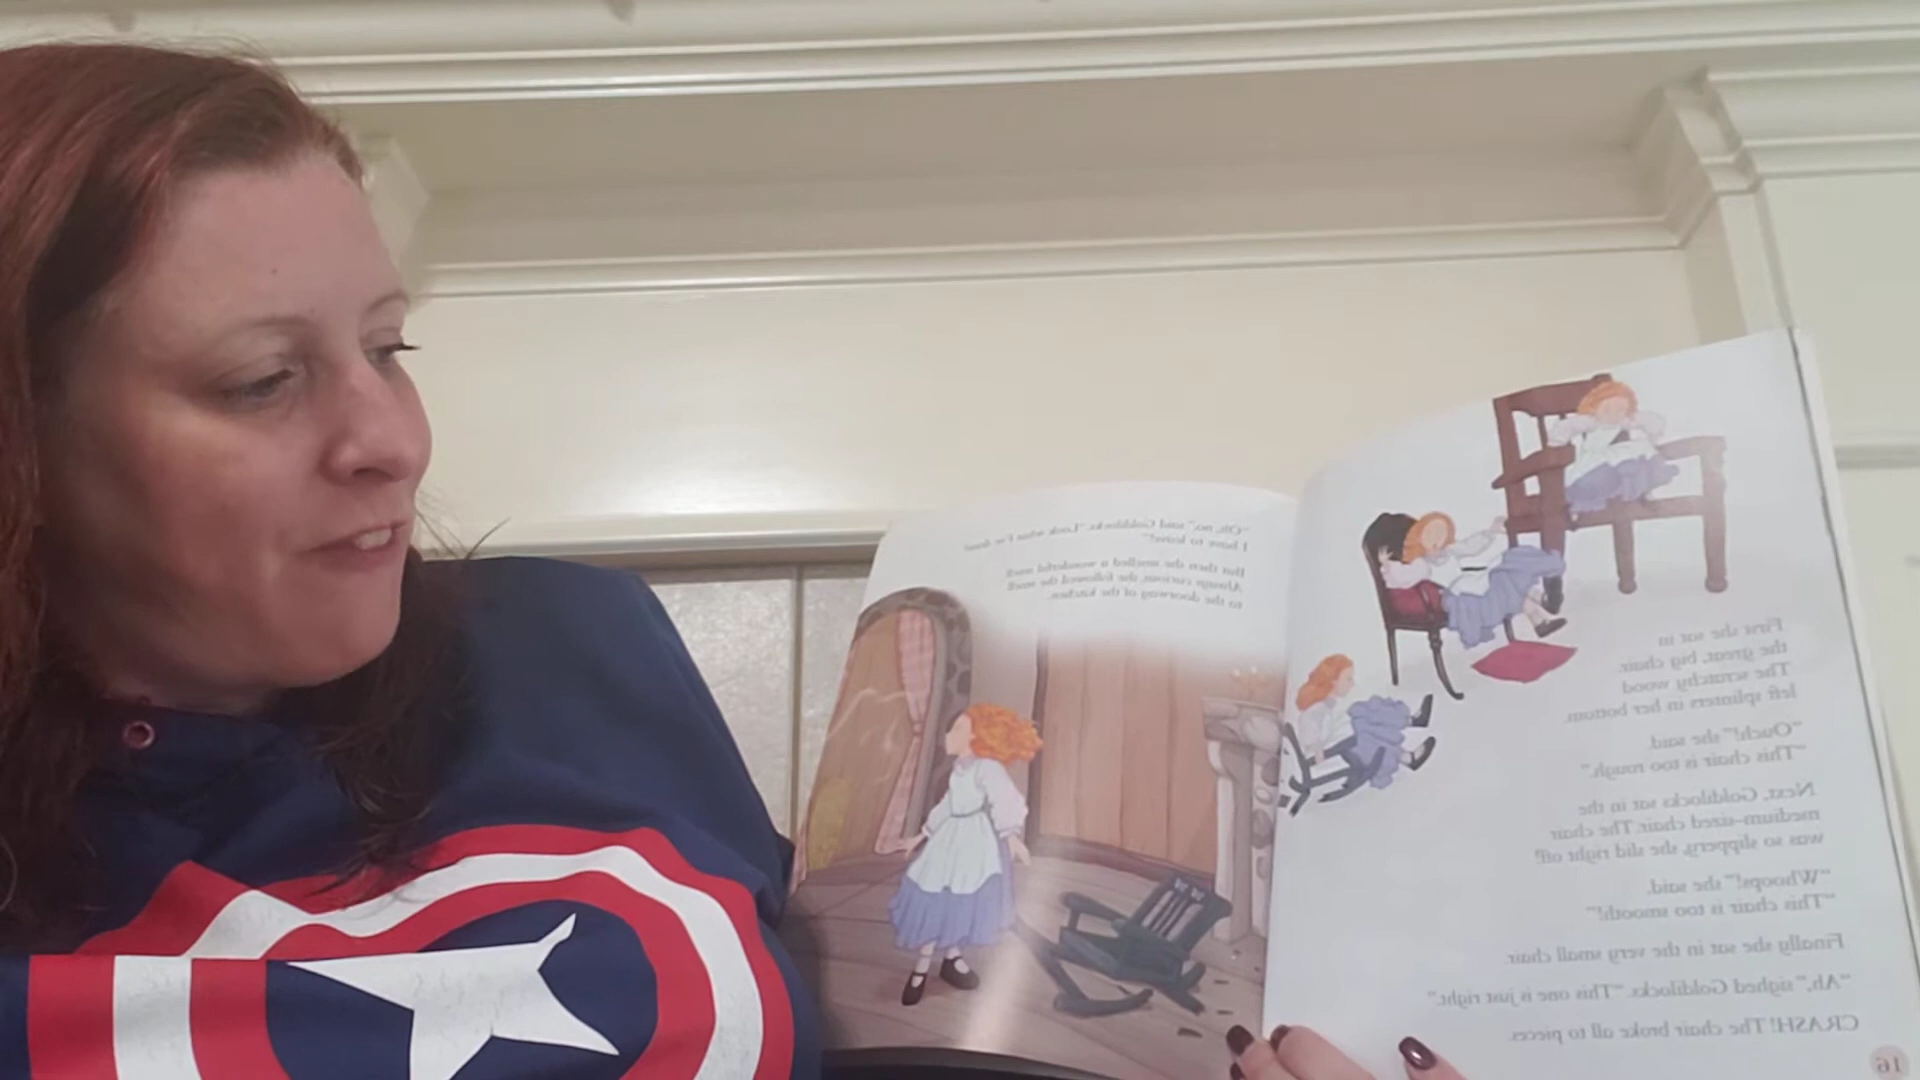 First she sat in
the great, big chair.
The scratchy wood
left splinters in her bottom.
"Ouch!" she said.
"This chair is too rough."
Next, Goldilocks sat in the
medium-sized chair. The chair
was so slippery, she slid right off!
"Whoops!" she said.
"This chair is too smooth!"
Finally she sat in the very small chair.
"Ah," sighed Goldilocks. "This one is just right."
CRASH! The chair broke all to pieces.
16
"Oh, no," said Goldilocks. "Look what I've done!
I have to leave!"
But then she smelled a wonderful smell.
Always curious, she followed the smell
to the doorway of the kitchen.